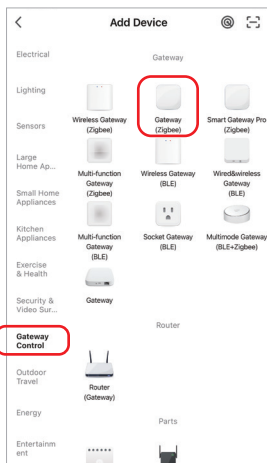 Add Device
Electrical
Lighting
Sensors
Large
Home Ap...
Small Home
Appliances
Kitchen
Appliances
Exercise
& Health
Security &
Video Sur...
Gateway
Control
Outdoor
Travel
Energy
Entertainm
ent
Gateway
Wireless Gateway
(Zigbee)
Gateway
(Zigbee)
Smart Gateway Pro
(Zigbee)
Multi-function
Gateway
(Zigbee)
Wireless Gateway
(BLE)
Wired&wireless
Gateway
(BLE)
Multi-function
Gateway
(BLE)
Socket Gateway
(BLE)
Multimode Gateway
(BLE+Zigbee)
Gateway
Router
Router
(Gateway)
Parts